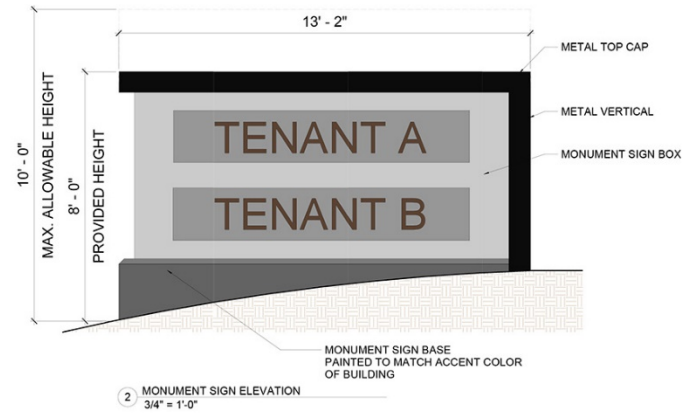 13' - 2"
METAL TOP CAP
METAL VERTICAL
MONUMENT SIGN BOX
10' - 0"
MAX. ALLOWABLE HEIGHT
8' - 0"
PROVIDED HEIGHT
TENANT A
TENANT B
MONUMENT SIGN BASE
PAINTED TO MATCH ACCENT COLOR
OF BUILDING
2 MONUMENT SIGN ELEVATION
3/4" = 1'-0"